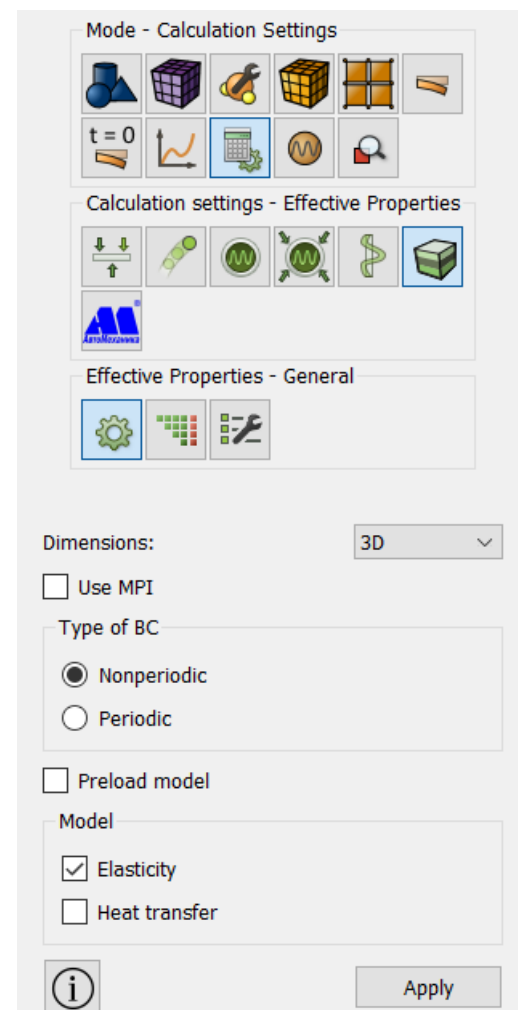 Mode - Calculation Settings
t = 0
Calculation settings - Effective Properties
АвтоМеханика
Effective Properties - General
Dimensions:
3D
Use MPI
Type of BC
Nonperiodic
Periodic
Preload model
Model
Elasticity
Heat transfer
i
Apply